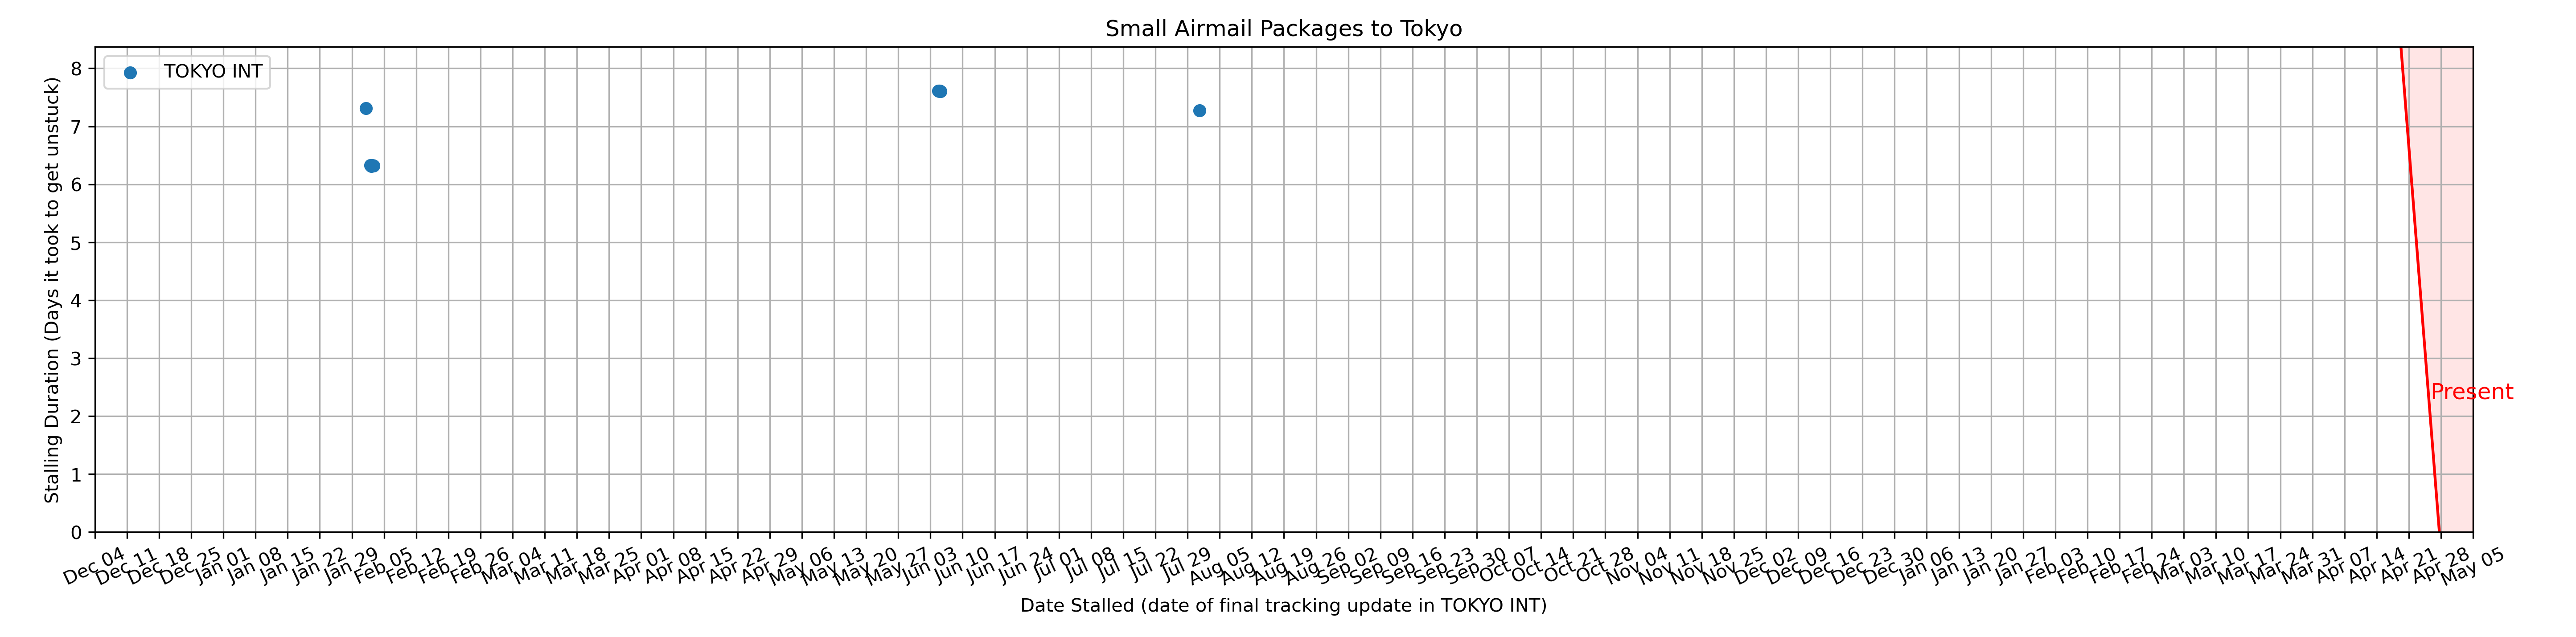 Small Airmail Packages to Tokyo
TOKYO INT
Stalling Duration (Days it took to get unstuck)
8
7
6
5
4
3
2
1
0
Present
Dec 04
Dec 11
Dec 18
Dec 25
Jan 01
Jan 08
Jan 15
Jan 22
Jan 29
Feb 05
Feb 12
Feb 19
Feb 26
Mar 04
Mar 11
Mar 18
Mar 25
Apr 01
Apr 08
Apr 15
Apr 22
Apr 29
May 06
May 13
May 20
May 27
Jun 03
Jun 10
Jun 17
Jun 24
Jul 01
Jul 08
Jul 15
Jul 22
Jul 29
Aug 05
Aug 12
Aug 19
Aug 26
Sep 02
Sep 09
Sep 16
Sep 23
Sep 30
Oct 07
Oct 14
Oct 21
Oct 28
Nov 04
Nov 11
Nov 18
Nov 25
Dec 02
Dec 09
Dec 16
Dec 23
Dec 30
Jan 06
Jan 13
Jan 20
Jan 27
Feb 03
Feb 10
Feb 17
Feb 24
Mar 03
Mar 10
Mar 17
Mar 24
Mar 31
Apr 07
Apr 14
Apr 21
Apr 28
May 05
Date Stalled (date of final tracking update in TOKYO INT)